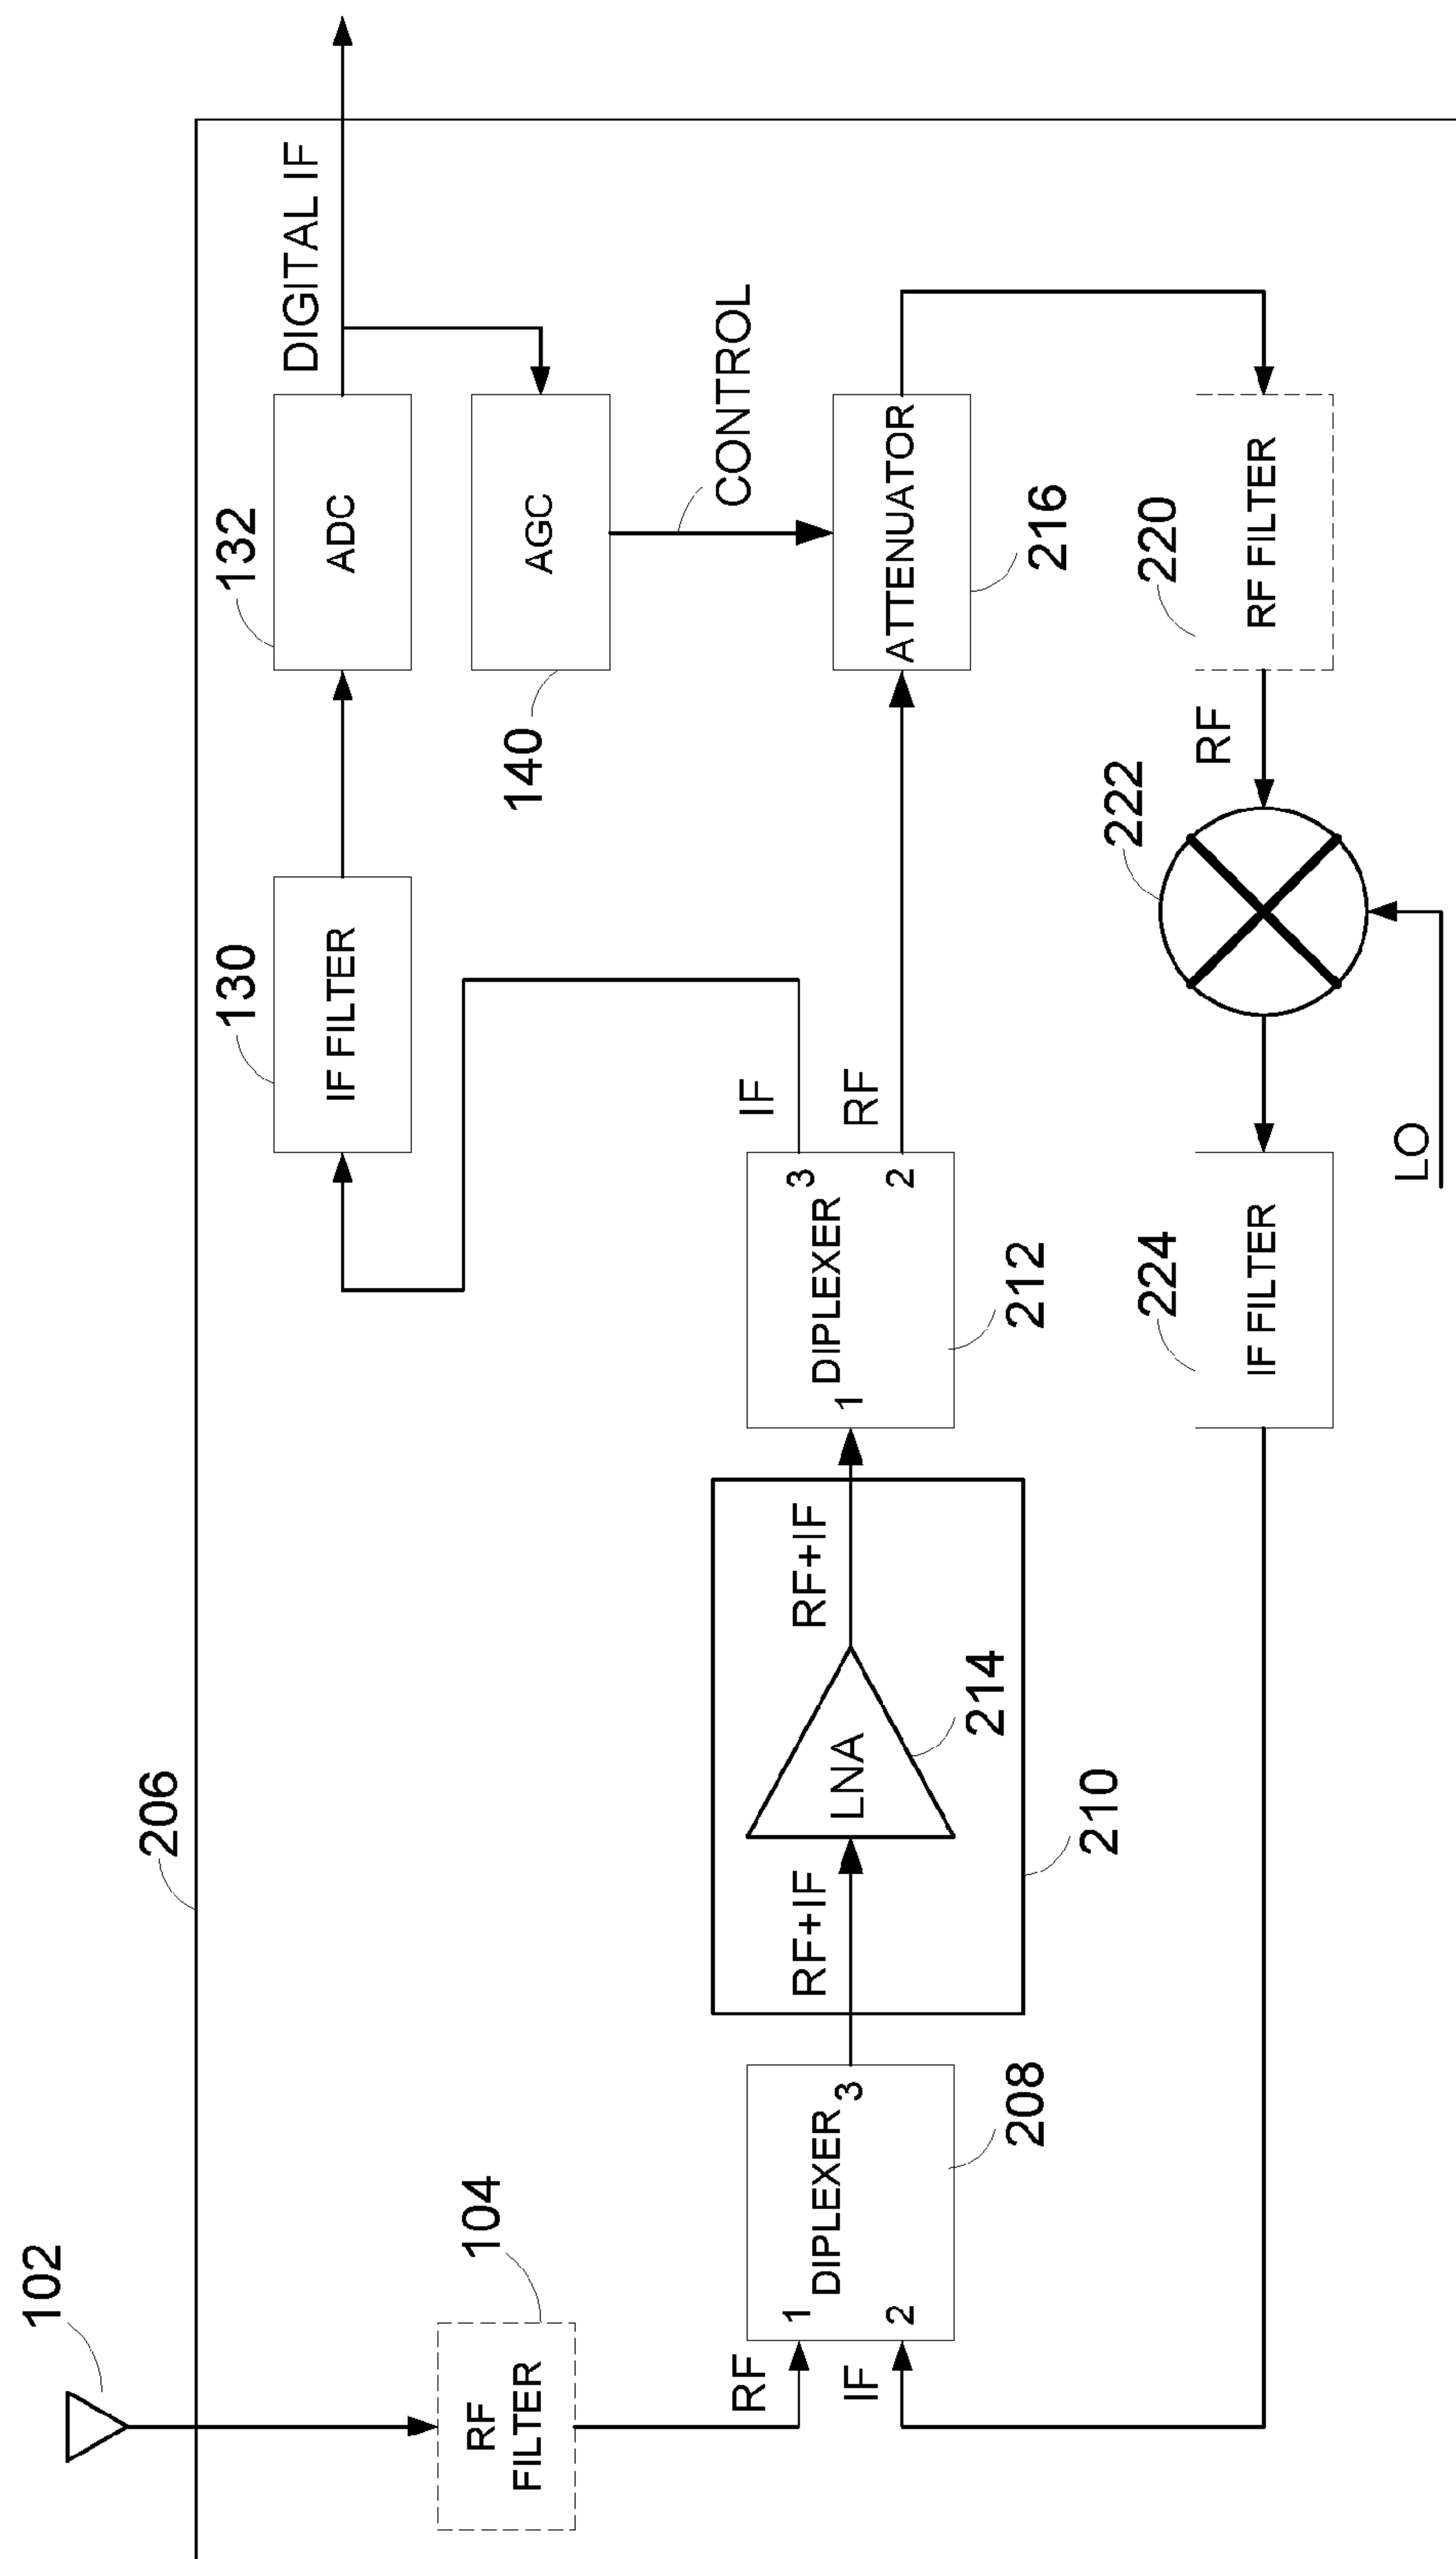 102
206
104
RF
FILTER
RF
IF
1
2
DIPLEXER
3
208
RF+IF
LNA
214
RF+IF
210
1
DIPLEXER
3
2
212
IF
RF
130
IF FILTER
132
ADC
DIGITAL IF
140
AGC
CONTROL
ATTENUATOR
216
220
RF FILTER
RF
222
LO
224
IF FILTER